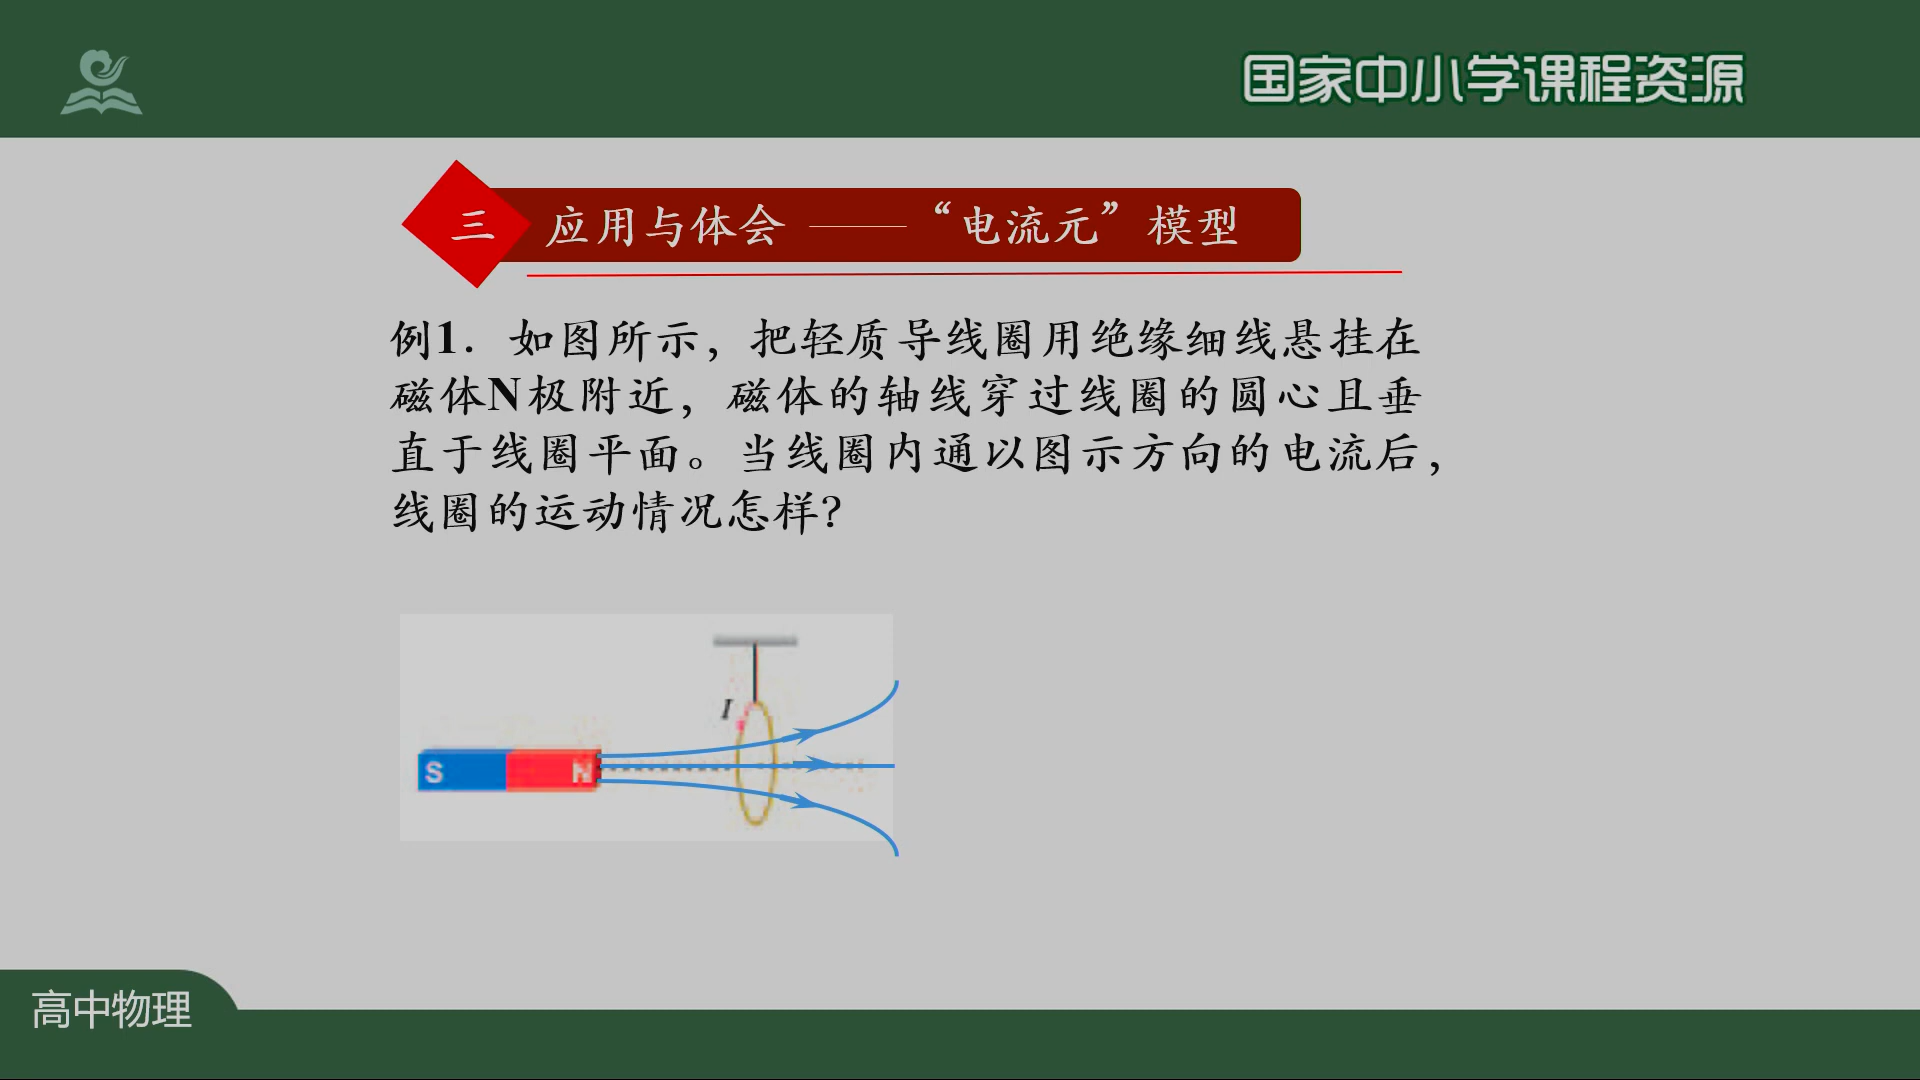 国家中小学课程资源
三 应用与体会 ——“电流元”模型
例1. 如图所示，把轻质导线圈用绝缘细线悬挂在
磁体N极附近，磁体的轴线穿过线圈的圆心且垂
直于线圈平面。当线圈内通以图示方向的电流后，
线圈的运动情况怎样?
I
S N
高中物理